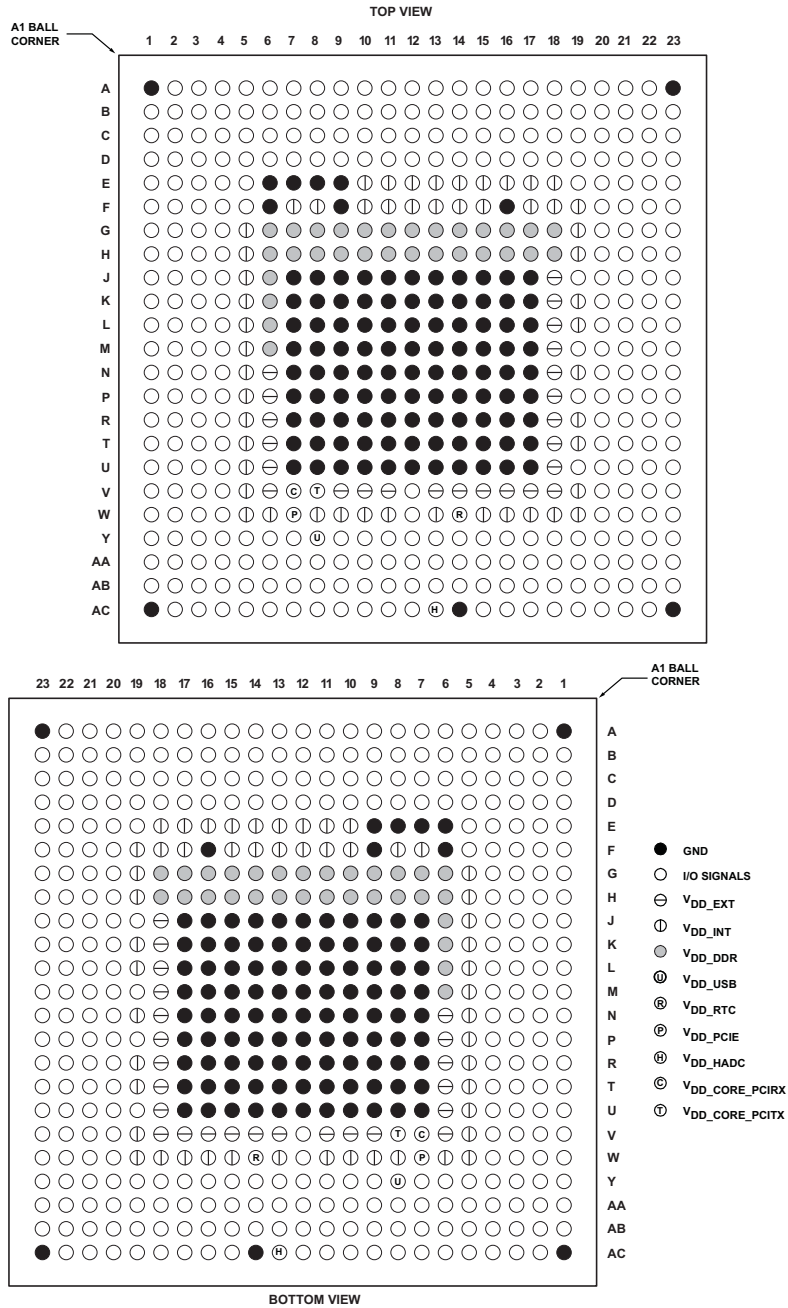 TOP VIEW
A1 BALL
CORNER
1 2 3 4 5 6 7 8 9 10 11 12 13 14 15 16 17 18 19 20 21 22 23
A
B
C
D
E
F
G
H
J
K
L
M
N
P
R
T
U
V C T
W P R
Y U
AA
AB
AC H
A1 BALL
CORNER
23 22 21 20 19 18 17 16 15 14 13 12 11 10 9 8 7 6 5 4 3 2 1
A
B
C
D
E
F
G
H
J
K
L
M
N
P
R
T
U
T C V
R P W
U Y
AA
AB
H AC
GND
I/O SIGNALS
VDD_EXT
VDD_INT
VDD_DDR
U VDD_USB
R VDD_RTC
P VDD_PCIE
H VDD_HADC
C VDD_CORE_PCIRX
T VDD_CORE_PCITX
BOTTOM VIEW